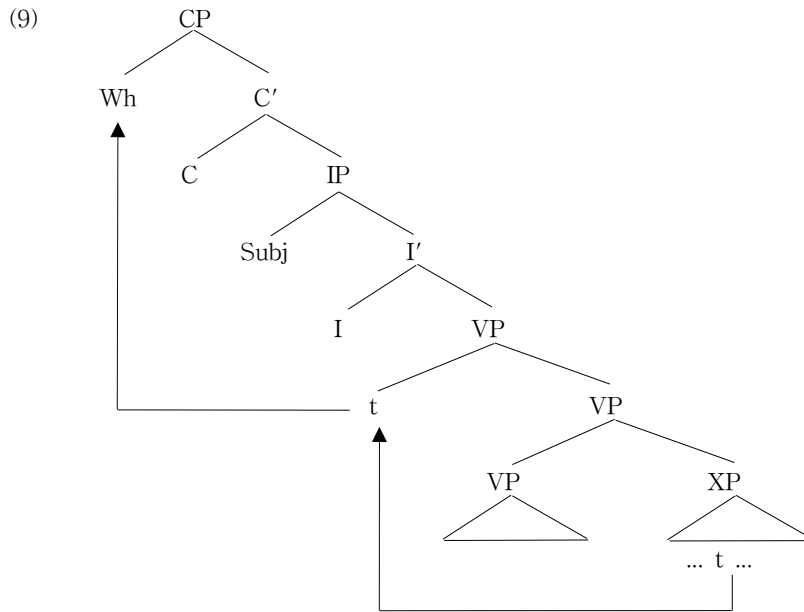 (9) CP
Wh C′
C IP
Subj I′
I VP
t VP
VP XP
... t ...